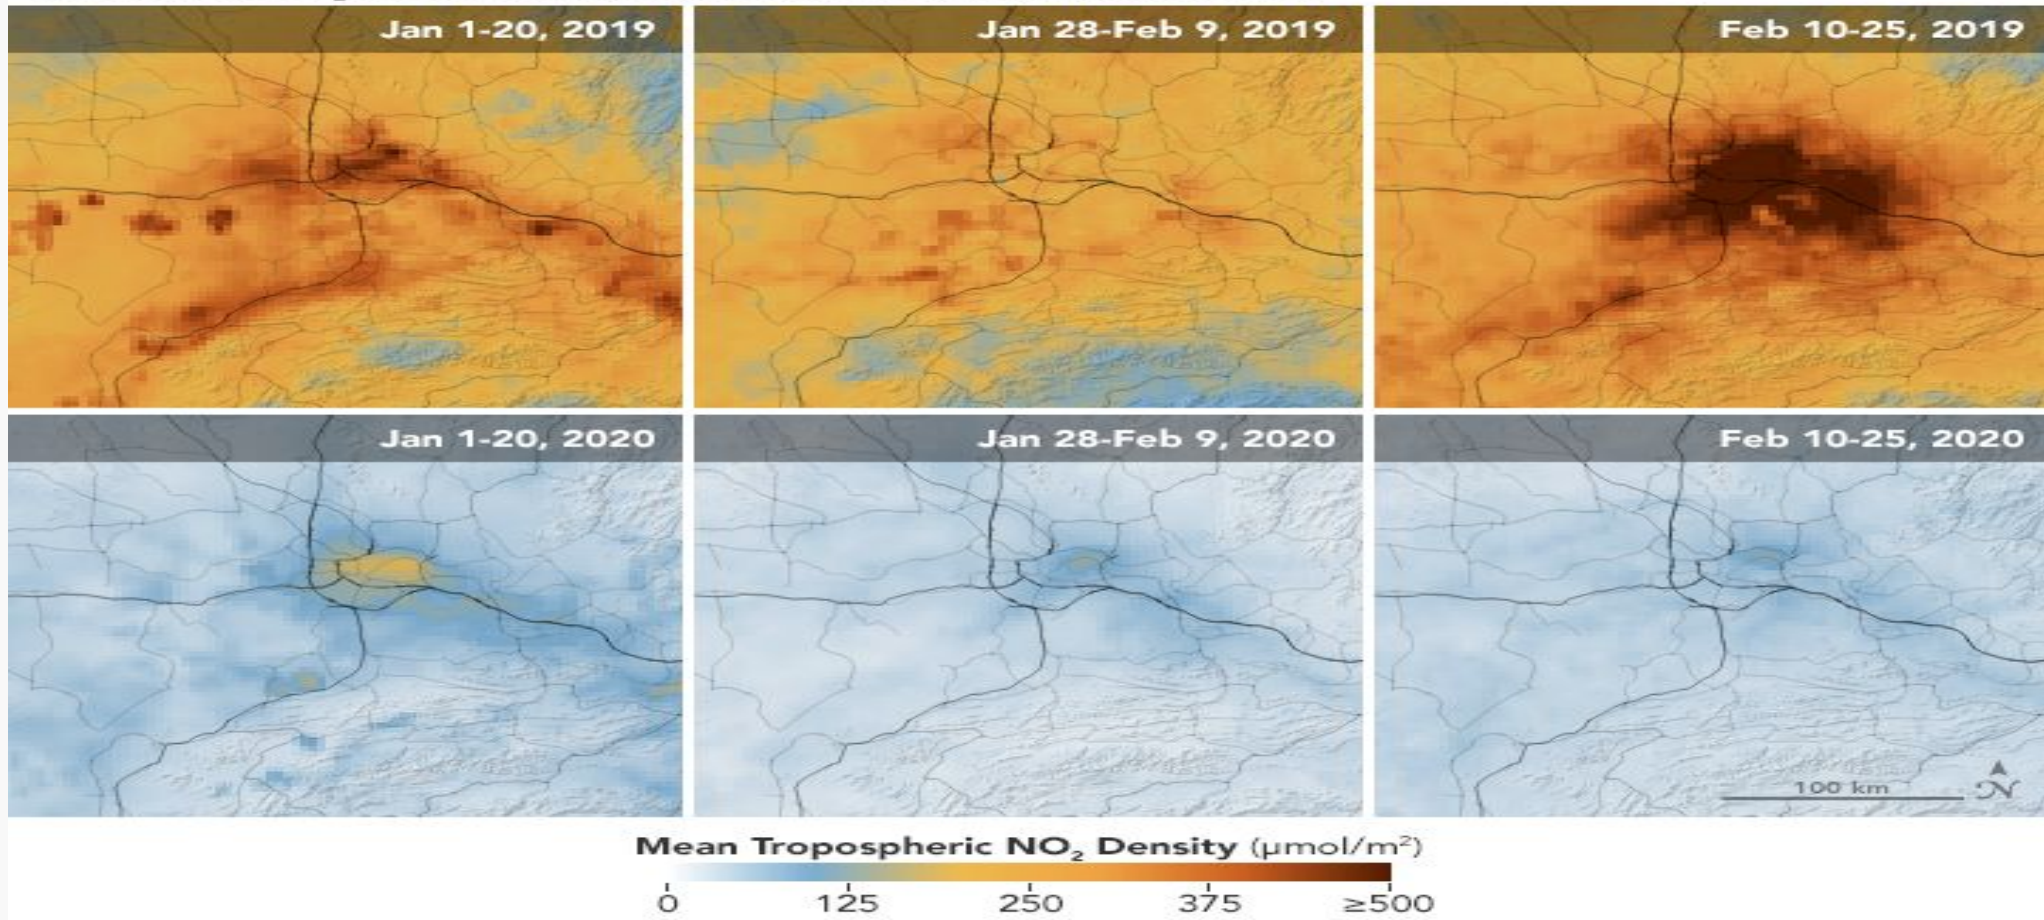 Jan 1-20, 2019
Jan 28-Feb 9, 2019
Feb 10-25, 2019
Jan 1-20, 2020
Jan 28-Feb 9, 2020
Feb 10-25, 2020
100 km
N
Mean Tropospheric NO₂ Density (μmol/m²)
0 125 250 375 ≥500